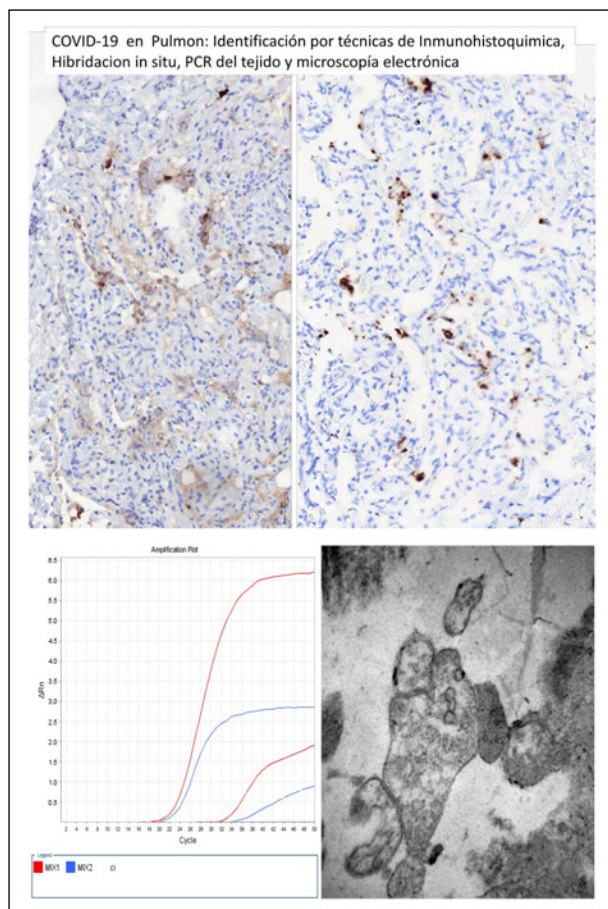 COVID-19 en Pulmon: Identificación por técnicas de Inmunohistoquimica,
Hibridacion in situ, PCR del tejido y microscopía electrónica
Amplification Plot
6.5
6.0
5.5
5.0
4.5
4.0
3.5
3.0
2.5
2.0
1.5
1.0
0.5
ΔRn
2 4 6 8 10 12 14 16 18 20 22 24 26 28 30 32 34 36 38 40 42 44 46 48 50
Cycle
Legend
MIX1 MIX2 ci